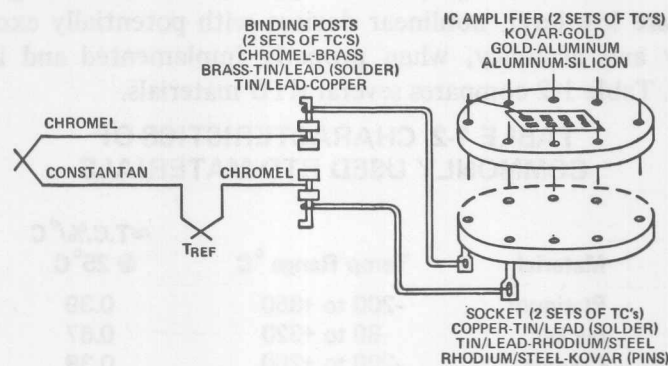 BINDING POSTS
(2 SETS OF TC'S)
CHROMEL-BRASS
BRASS-TIN/LEAD (SOLDER)
TIN/LEAD-COPPER
IC AMPLIFIER (2 SETS OF TC'S)
KOVAR-GOLD
GOLD-ALUMINUM
ALUMINUM-SILICON
CHROMEL
CONSTANTAN
CHROMEL
TREF
SOCKET (2 SETS OF TC's)
COPPER-TIN/LEAD (SOLDER)
TIN/LEAD-RHODIUM/STEEL
RHODIUM/STEEL-KOVAR (PINS)